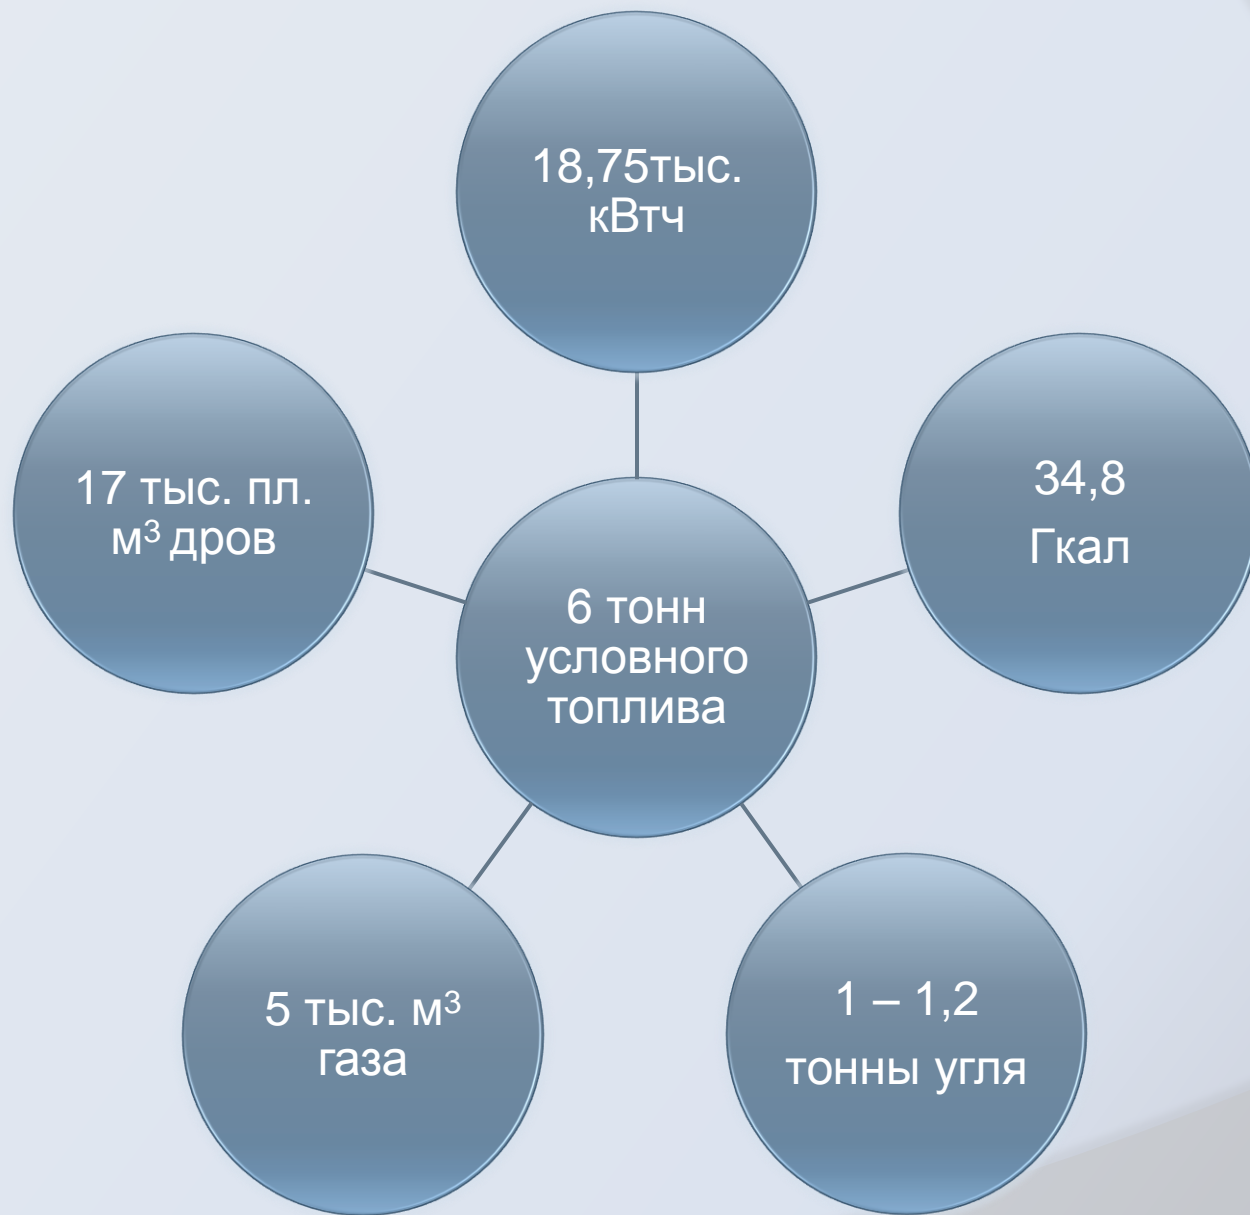 18,75тыс.
кВтч
17 тыс. пл.
м³ дров
34,8
Гкал
6 тонн
условного
топлива
5 тыс. м³
газа
1 – 1,2
тонны угля